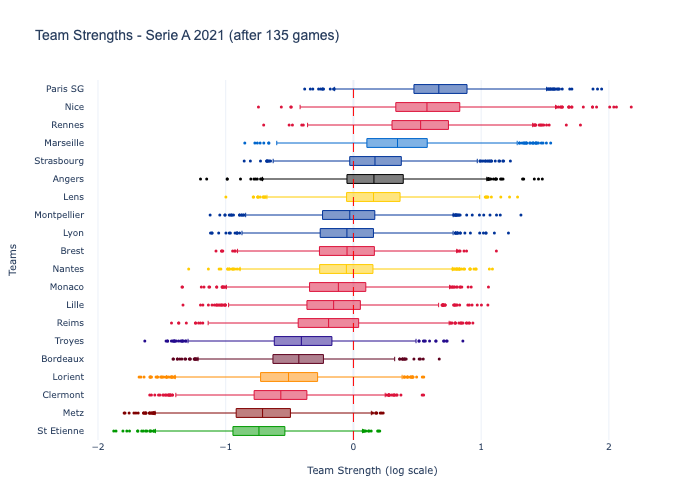 Team Strengths - Serie A 2021 (after 135 games)
Paris SG
Nice
Rennes
Marseille
Strasbourg
Angers
Lens
Montpellier
Lyon
Brest
Nantes
Monaco
Lille
Reims
Troyes
Bordeaux
Lorient
Clermont
Metz
St Etienne
Teams
−2 −1 0 1 2
Team Strength (log scale)